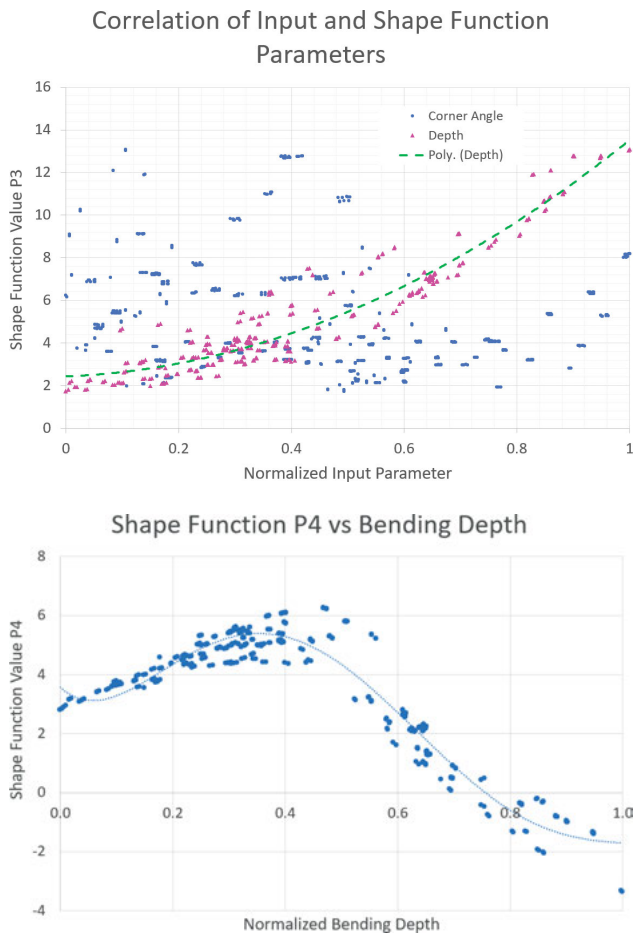 Correlation of Input and Shape Function
Parameters
16
14
12
10
8
6
4
2
0
Shape Function Value P3
Corner Angle
Depth
Poly. (Depth)
0
0.2
0.4
0.6
0.8
1
Normalized Input Parameter
Shape Function P4 vs Bending Depth
8
6
4
2
0
-2
-4
Shape Function Value P4
0.0
0.2
0.4
0.6
0.8
1.0
Normalized Bending Depth